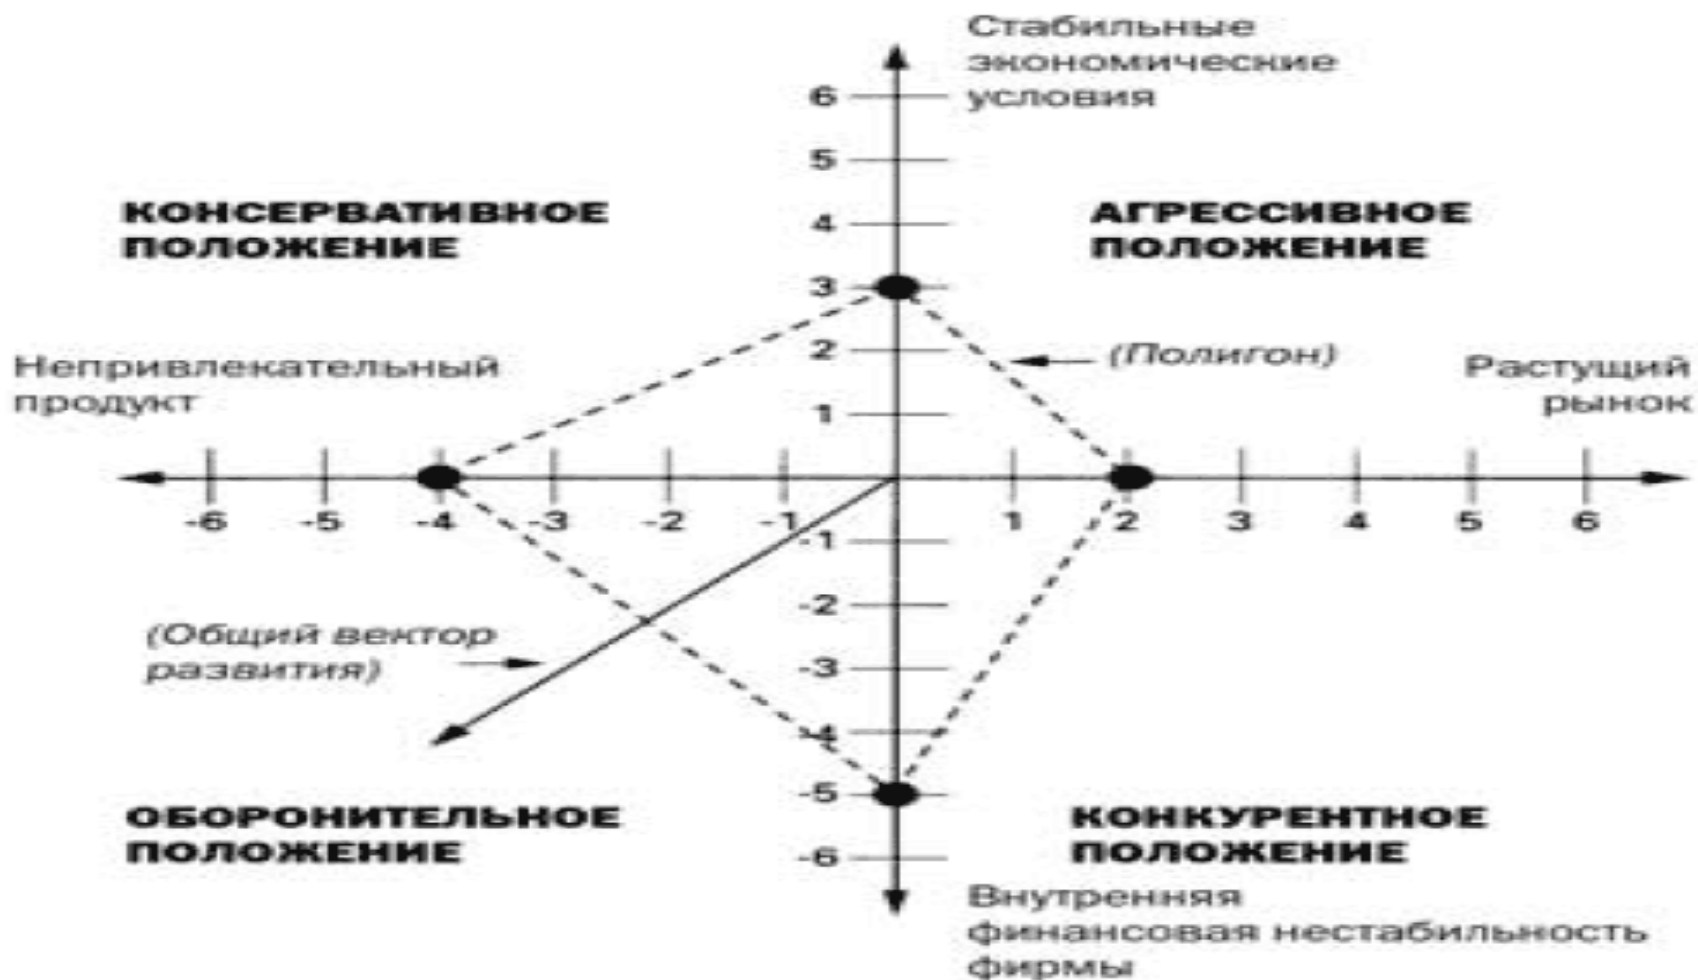 Стабильные
экономические
условия
6
5
КОНСЕРВАТИВНОЕ
ПОЛОЖЕНИЕ
АГРЕССИВНОЕ
ПОЛОЖЕНИЕ
4
3
2
(Полигон)
Непривлекательный
продукт
Растущий
рынок
1
-6 -5 -4 -3 -2 -1 1 2 3 4 5 6
-1
-2
(Общий вектор
развития)
-3
-4
-5
ОБОРОНИТЕЛЬНОЕ
ПОЛОЖЕНИЕ
КОНКУРЕНТНОЕ
ПОЛОЖЕНИЕ
-6
Внутренняя
финансовая нестабильность
фирмы